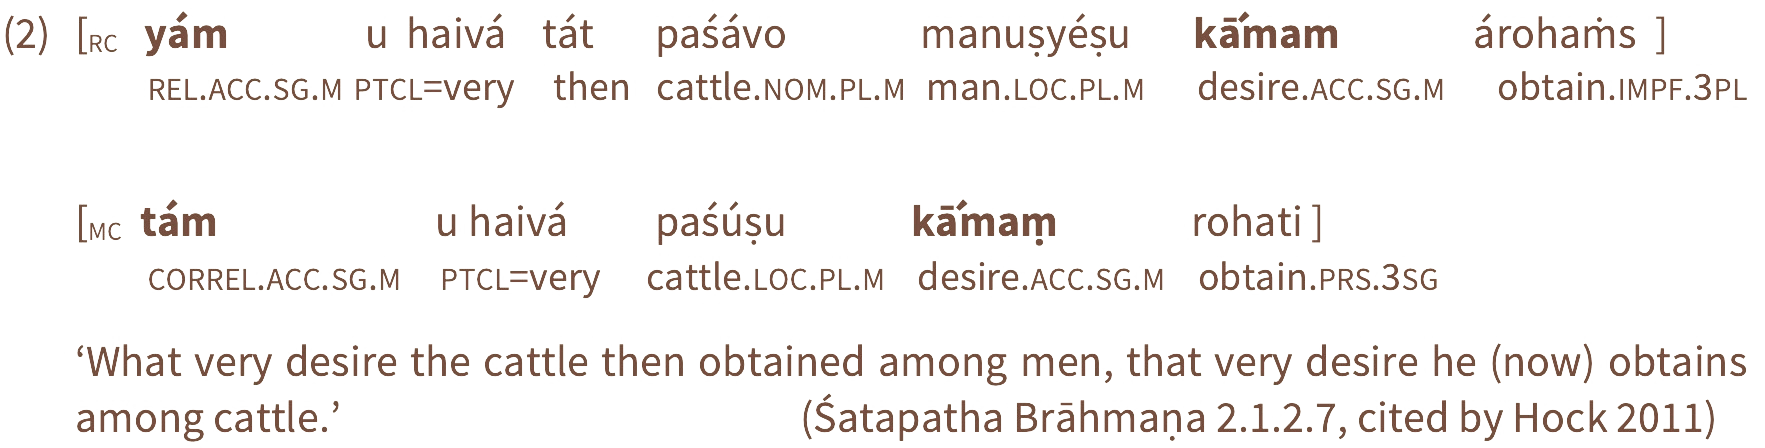 (2) [RC yám u haivá tát paśávo manuṣyéṣu kā́mam árohaṁs ]
REL.ACC.SG.M PTCL=very then cattle.NOM.PL.M man.LOC.PL.M desire.ACC.SG.M obtain.IMPF.3PL
[MC tám u haivá paśúṣu kā́maṃ rohati ]
CORREL.ACC.SG.M PTCL=very cattle.LOC.PL.M desire.ACC.SG.M obtain.PRS.3SG
‘What very desire the cattle then obtained among men, that very desire he (now) obtains
among cattle.’ (Śatapatha Brāhmaṇa 2.1.2.7, cited by Hock 2011)